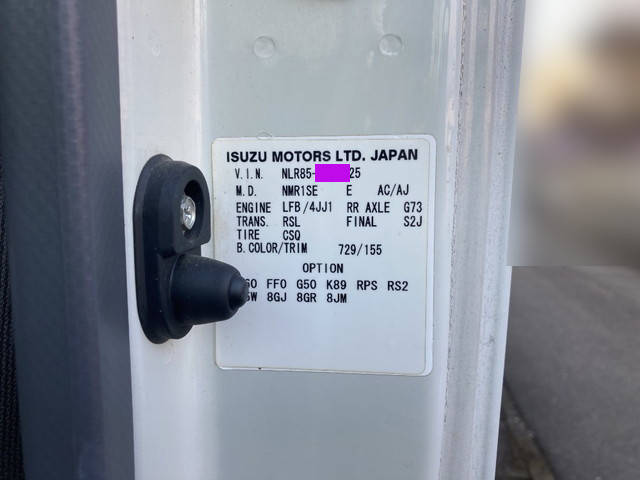 ISUZU MOTORS LTD. JAPAN
V.I.N. NLR85- 25
M.D. NMR1SE E AC/AJ
ENGINE LFB/4JJ1 RR AXLE G73
TRANS. RSL FINAL S2J
TIRE CSQ
B.COLOR/TRIM 729/155
OPTION
FFO G50 K89 RPS RS2
8GJ 8GR 8JM